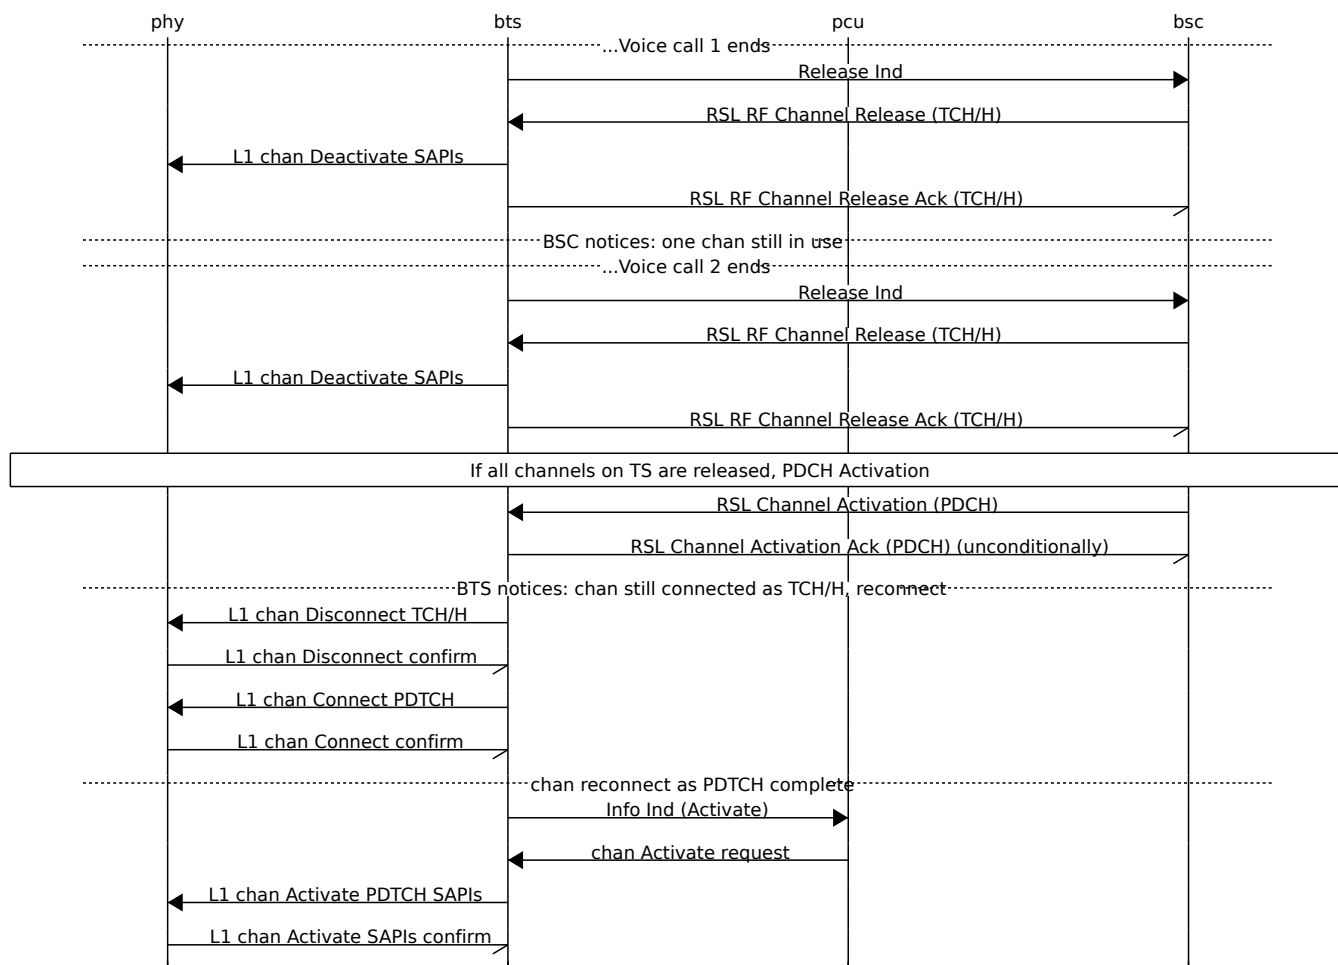 phy bts pcu bsc
...Voice call 1 ends
Release Ind
RSL RF Channel Release (TCH/H)
L1 chan Deactivate SAPIs
RSL RF Channel Release Ack (TCH/H)
BSC notices: one chan still in use
...Voice call 2 ends
Release Ind
RSL RF Channel Release (TCH/H)
L1 chan Deactivate SAPIs
RSL RF Channel Release Ack (TCH/H)
If all channels on TS are released, PDCH Activation
RSL Channel Activation (PDCH)
RSL Channel Activation Ack (PDCH) (unconditionally)
BTS notices: chan still connected as TCH/H, reconnect
L1 chan Disconnect TCH/H
L1 chan Disconnect confirm
L1 chan Connect PDTCH
L1 chan Connect confirm
chan reconnect as PDTCH complete
Info Ind (Activate)
chan Activate request
L1 chan Activate PDTCH SAPIs
L1 chan Activate SAPIs confirm